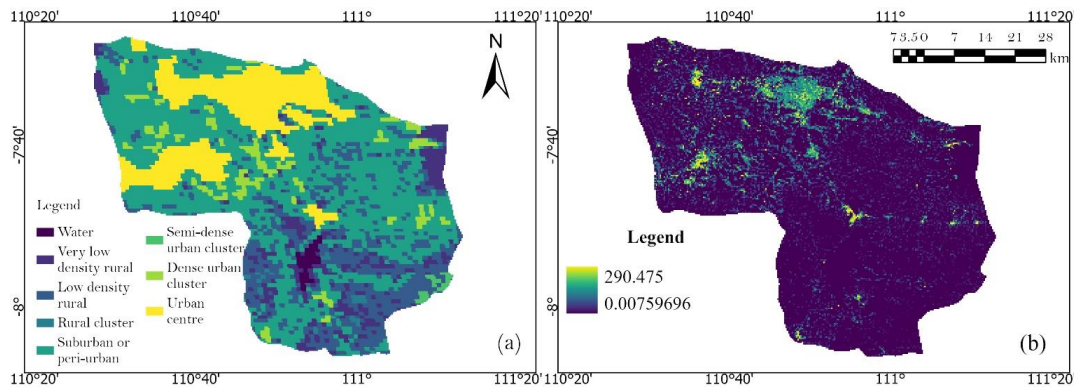 110°20' 110°40' 111° 111°20'
110°20' 110°40' 111° 111°20'
N
7 3.5 0 7 14 21 28
km
-7°40'
-7°40'
Legend
Water
Very low
density rural
Low density
rural
Rural cluster
Suburban or
peri-urban
Semi-dense
urban cluster
Dense urban
cluster
Urban
centre
-8°
(a)
Legend
290.475
0.00759696
-8°
(b)
110°20' 110°40' 111° 111°20'
110°20' 110°40' 111° 111°20'